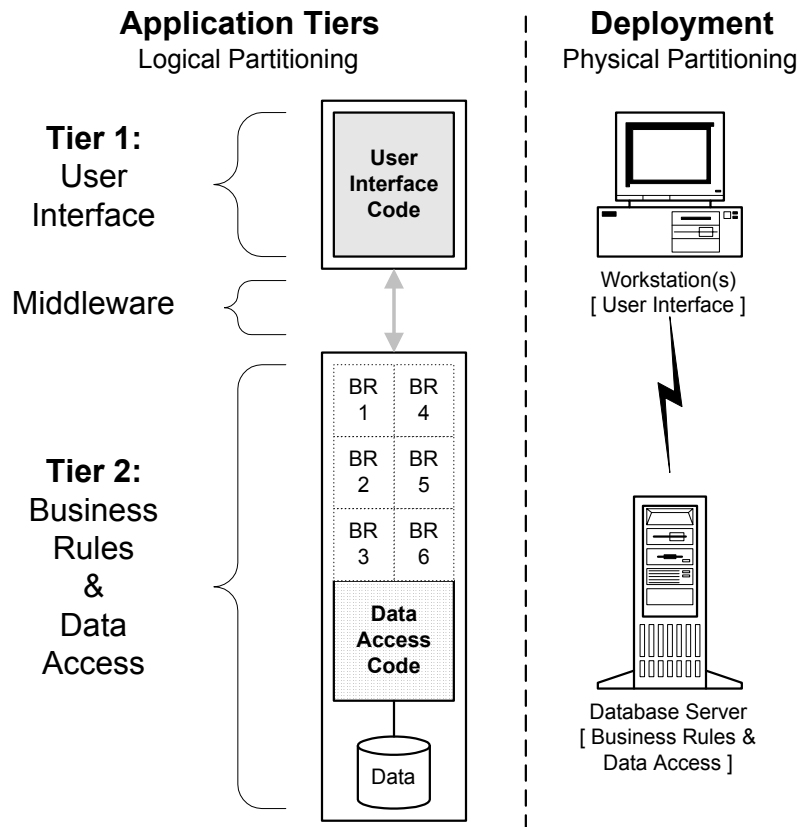 Application Tiers
Logical Partitioning
Deployment
Physical Partitioning
Tier 1:
User
Interface
User
Interface
Code
Workstation(s)
[ User Interface ]
Middleware
Tier 2:
Business
Rules
&
Data
Access
BR
1
BR
4
BR
2
BR
5
BR
3
BR
6
Data
Access
Code
Data
Database Server
[ Business Rules &
Data Access ]